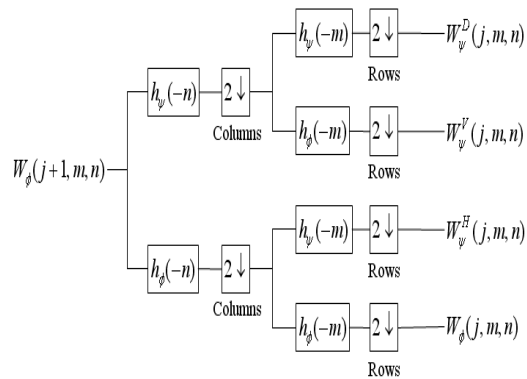 h_ψ(−m) 2↓ W_ψ^D(j,m,n)
Rows
h_ψ(−n) 2↓
Columns
h_ϕ(−m) 2↓ W_ψ^V(j,m,n)
Rows
W_ϕ(j+1,m,n)
h_ψ(−m) 2↓ W_ψ^H(j,m,n)
Rows
h_ϕ(−n) 2↓
Columns
h_ϕ(−m) 2↓ W_ϕ(j,m,n)
Rows